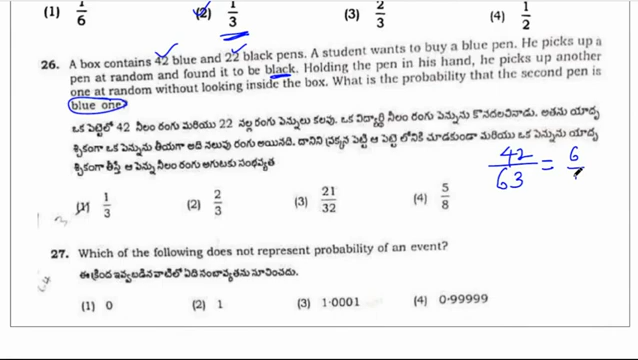 (1) 1/6 (2) 1/3 (3) 2/3 (4) 1/2
26. A box contains 42 blue and 22 black pens. A student wants to buy a blue pen. He picks up a
pen at random and found it to be black. Holding the pen in his hand, he picks up another
one at random without looking inside the box. What is the probability that the second pen is
blue one.
ఒక పెట్టెలో 42 నీలం రంగు మరియు 22 నల్ల రంగు పెన్నులు కలవు. ఒక విద్యార్థి నీలం రంగు పెన్నును కొనదలచినాడు. అతను యాదృ
చ్ఛికంగా ఒక పెన్నును తీయగా అది నలుపు రంగు అయినది. దానిని ప్రక్కన పెట్టి ఆ పెట్టె లోనికి చూడకుండా మరియు ఒక పెన్నును యాదృ
చ్ఛికంగా తీస్తే ఆ పెన్ను నీలం రంగు అగుటకు సంభవ్యత
42/63 = 6/
(1) 1/3 (2) 2/3 (3) 21/32 (4) 5/8
27. Which of the following does not represent probability of an event?
ఈ క్రింద ఇవ్వబడిన వాటిలో ఏది సంభావ్యతను సూచించదు.
(1) 0 (2) 1 (3) 1·0001 (4) 0·99999